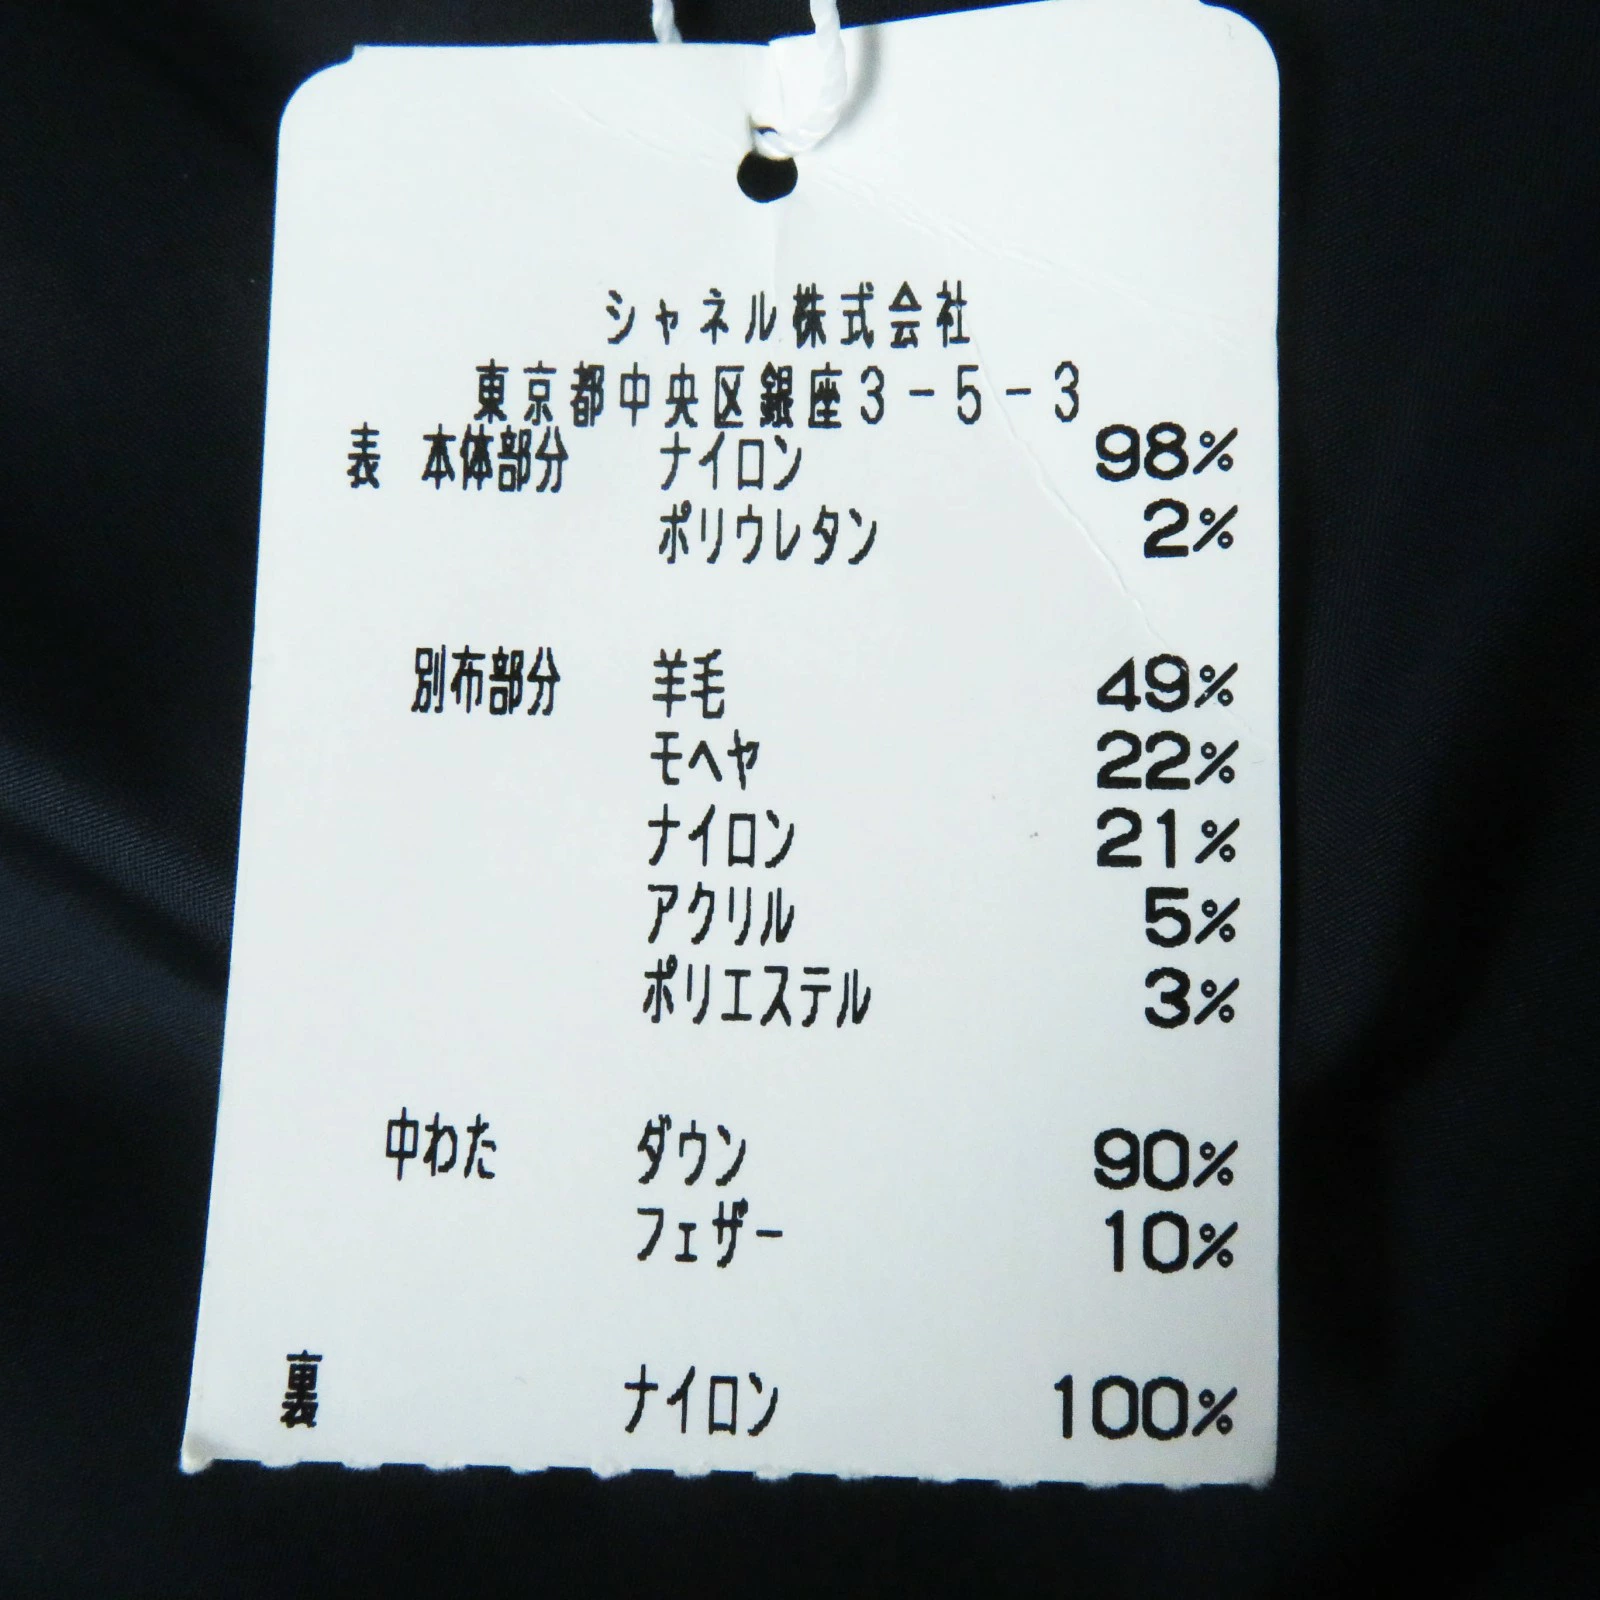 シャネル株式会社
東京都中央区銀座3-5-3
表 本体部分 ナイロン 98%
ポリウレタン 2%
別布部分 羊毛 49%
モヘヤ 22%
ナイロン 21%
アクリル 5%
ポリエステル 3%
中わた ダウン 90%
フェザー 10%
裏 ナイロン 100%